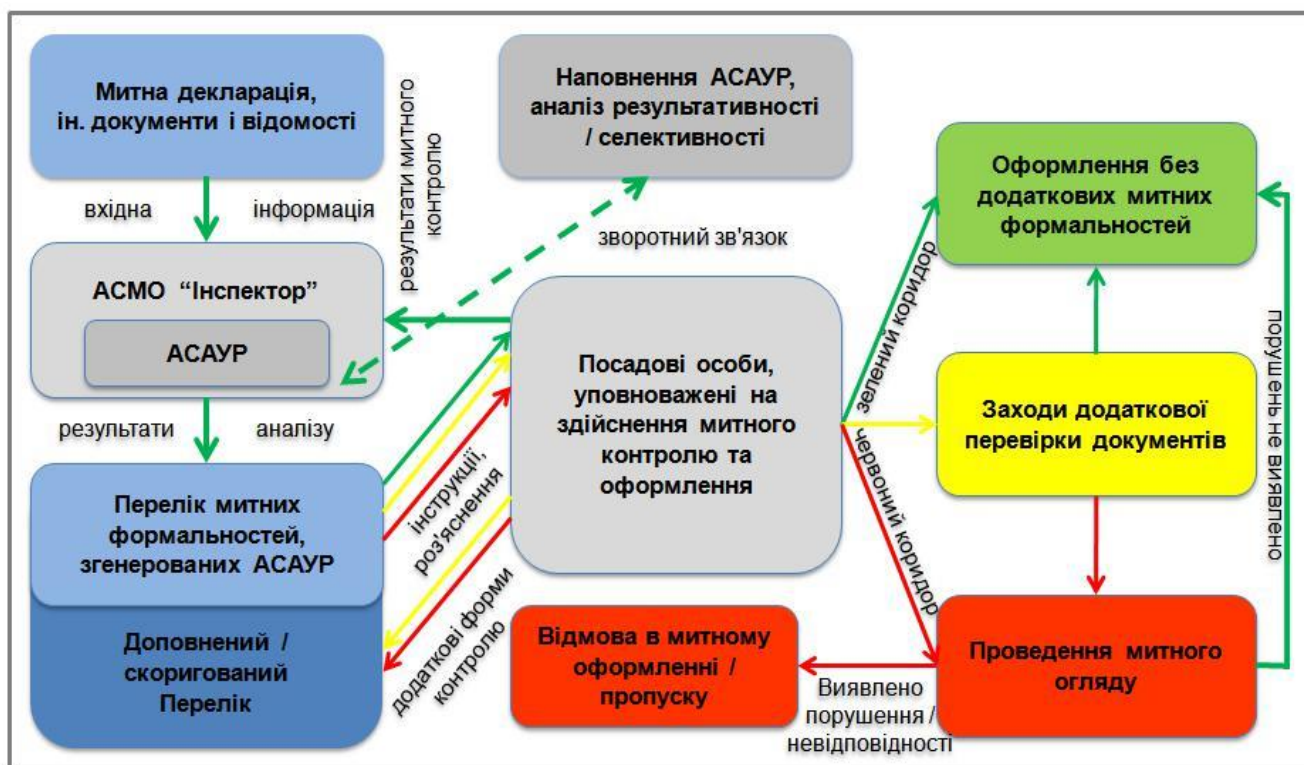 Митна декларація,
ін. документи і відомості
вхідна інформація
АСМО “Інспектор”
АСАУР
результати аналізу
Перелік митних
формальностей,
згенерованих АСАУР
Доповнений /
скоригований
Перелік
результати митного
контролю
Наповнення АСАУР,
аналіз результативності
/ селективності
зворотний зв'язок
інструкції,
роз'яснення
додаткові форми
контролю
Посадові особи,
уповноважені на
здійснення митного
контролю та
оформлення
зелений коридор
червоний коридор
Оформлення без
додаткових митних
формальностей
Заходи додаткової
перевірки документів
Проведення митного
огляду
порушень не виявлено
Виявлено
порушення /
невідповідності
Відмова в митному
оформленні /
пропуску